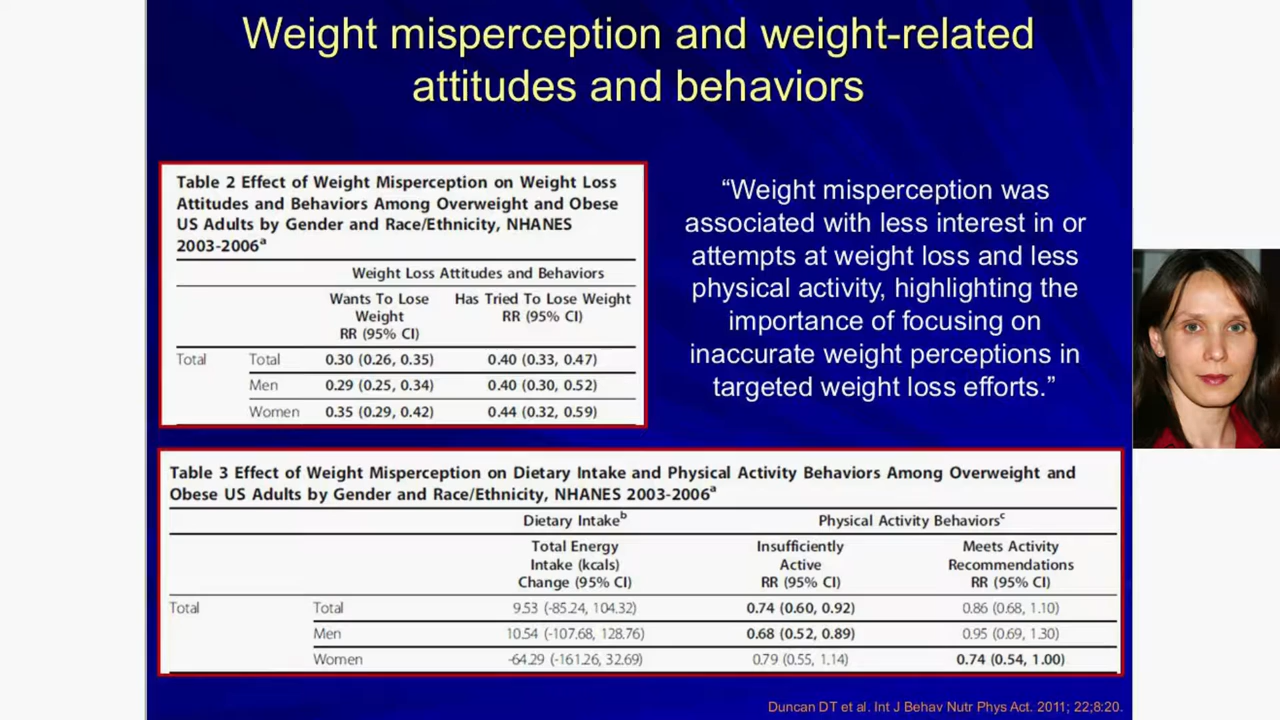 Weight misperception and weight-related
attitudes and behaviors
Table 2 Effect of Weight Misperception on Weight Loss
Attitudes and Behaviors Among Overweight and Obese
US Adults by Gender and Race/Ethnicity, NHANES
2003-2006a
Weight Loss Attitudes and Behaviors
Wants To Lose Weight RR (95% CI) Has Tried To Lose Weight RR (95% CI)
Total Total 0.30 (0.26, 0.35) 0.40 (0.33, 0.47)
Men 0.29 (0.25, 0.34) 0.40 (0.30, 0.52)
Women 0.35 (0.29, 0.42) 0.44 (0.32, 0.59)
“Weight misperception was
associated with less interest in or
attempts at weight loss and less
physical activity, highlighting the
importance of focusing on
inaccurate weight perceptions in
targeted weight loss efforts.”
Table 3 Effect of Weight Misperception on Dietary Intake and Physical Activity Behaviors Among Overweight and
Obese US Adults by Gender and Race/Ethnicity, NHANES 2003-2006a
Dietary Intakeb Physical Activity Behaviorsc
Total Energy Insufficiently Meets Activity
Intake (kcals) Active Recommendations
Change (95% CI) RR (95% CI) RR (95% CI)
Total Total 9.53 (-85.24, 104.32) 0.74 (0.60, 0.92) 0.86 (0.68, 1.10)
Men 10.54 (-107.68, 128.76) 0.68 (0.52, 0.89) 0.95 (0.69, 1.30)
Women -64.29 (-161.26, 32.69) 0.79 (0.55, 1.14) 0.74 (0.54, 1.00)
Duncan DT et al. Int J Behav Nutr Phys Act. 2011; 22;8:20.